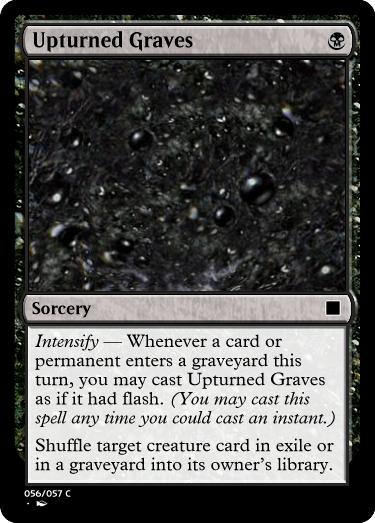 Upturned Graves
Sorcery
Intensify — Whenever a card or
permanent enters a graveyard this
turn, you may cast Upturned Graves
as if it had flash. (You may cast this
spell any time you could cast an instant.)
Shuffle target creature card in exile or
in a graveyard into its owner's library.
056/057 C